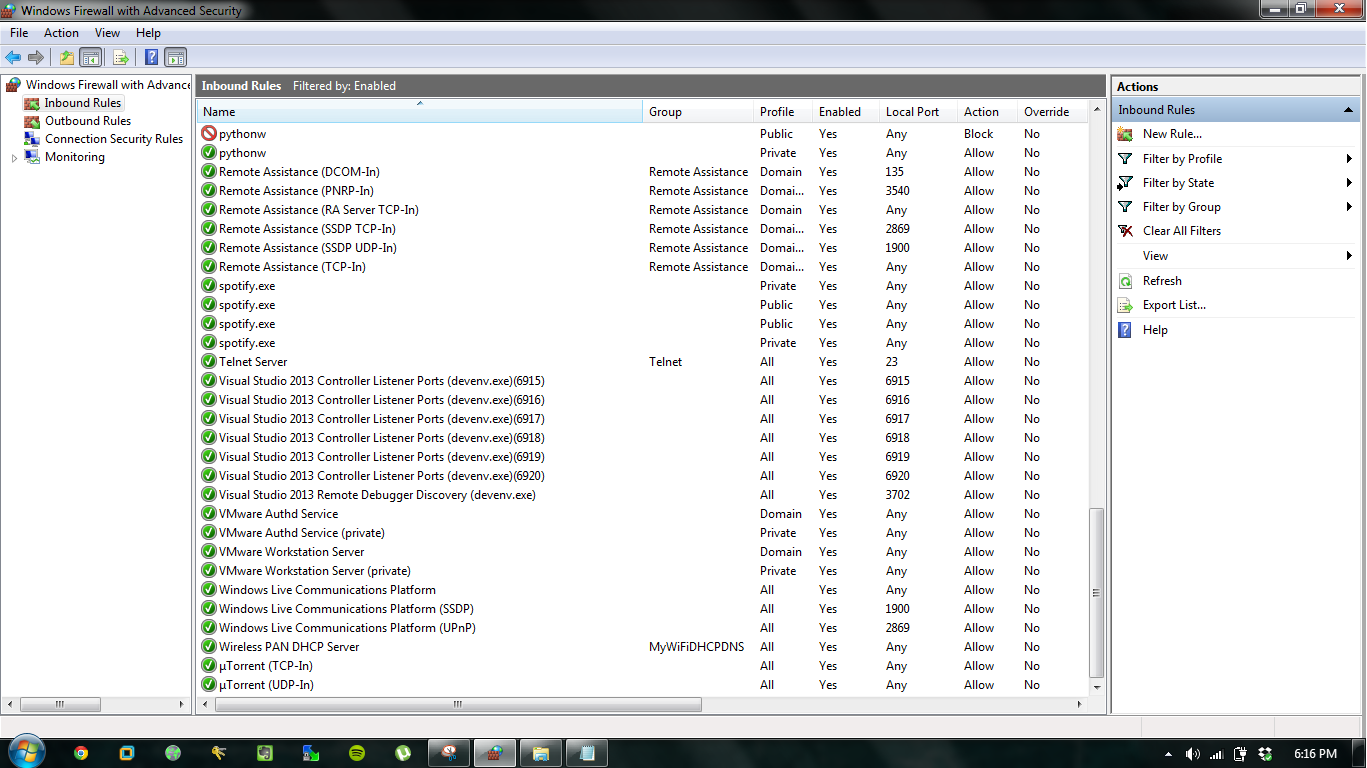 Windows Firewall with Advanced Security
File Action View Help
Windows Firewall with Advance
Inbound Rules
Outbound Rules
Connection Security Rules
Monitoring
Inbound Rules Filtered by: Enabled
Name Group Profile Enabled Local Port Action Override
pythonw Public Yes Any Block No
pythonw Private Yes Any Allow No
Remote Assistance (DCOM-In) Remote Assistance Domain Yes 135 Allow No
Remote Assistance (PNRP-In) Remote Assistance Domai... Yes 3540 Allow No
Remote Assistance (RA Server TCP-In) Remote Assistance Domain Yes Any Allow No
Remote Assistance (SSDP TCP-In) Remote Assistance Domai... Yes 2869 Allow No
Remote Assistance (SSDP UDP-In) Remote Assistance Domai... Yes 1900 Allow No
Remote Assistance (TCP-In) Remote Assistance Domai... Yes Any Allow No
spotify.exe Private Yes Any Allow No
spotify.exe Public Yes Any Allow No
spotify.exe Public Yes Any Allow No
spotify.exe Private Yes Any Allow No
Telnet Server Telnet All Yes 23 Allow No
Visual Studio 2013 Controller Listener Ports (devenv.exe)(6915) All Yes 6915 Allow No
Visual Studio 2013 Controller Listener Ports (devenv.exe)(6916) All Yes 6916 Allow No
Visual Studio 2013 Controller Listener Ports (devenv.exe)(6917) All Yes 6917 Allow No
Visual Studio 2013 Controller Listener Ports (devenv.exe)(6918) All Yes 6918 Allow No
Visual Studio 2013 Controller Listener Ports (devenv.exe)(6919) All Yes 6919 Allow No
Visual Studio 2013 Controller Listener Ports (devenv.exe)(6920) All Yes 6920 Allow No
Visual Studio 2013 Remote Debugger Discovery (devenv.exe) All Yes 3702 Allow No
VMware Authd Service Domain Yes Any Allow No
VMware Authd Service (private) Private Yes Any Allow No
VMware Workstation Server Domain Yes Any Allow No
VMware Workstation Server (private) Private Yes Any Allow No
Windows Live Communications Platform All Yes Any Allow No
Windows Live Communications Platform (SSDP) All Yes 1900 Allow No
Windows Live Communications Platform (UPnP) All Yes 2869 Allow No
Wireless PAN DHCP Server MyWiFiDHCPDNS All Yes Any Allow No
µTorrent (TCP-In) All Yes Any Allow No
µTorrent (UDP-In) All Yes Any Allow No
Actions
Inbound Rules
New Rule...
Filter by Profile
Filter by State
Filter by Group
Clear All Filters
View
Refresh
Export List...
Help
6:16 PM